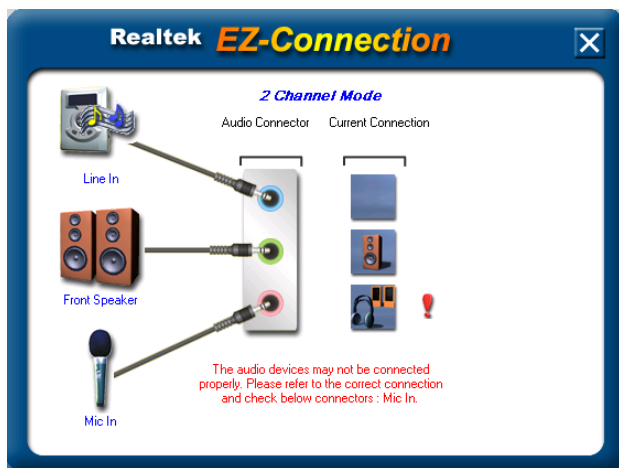 Realtek EZ-Connection
2 Channel Mode
Audio Connector Current Connection
Line In
Front Speaker
Mic In
The audio devices may not be connected
properly. Please refer to the correct connection
and check below connectors : Mic In.